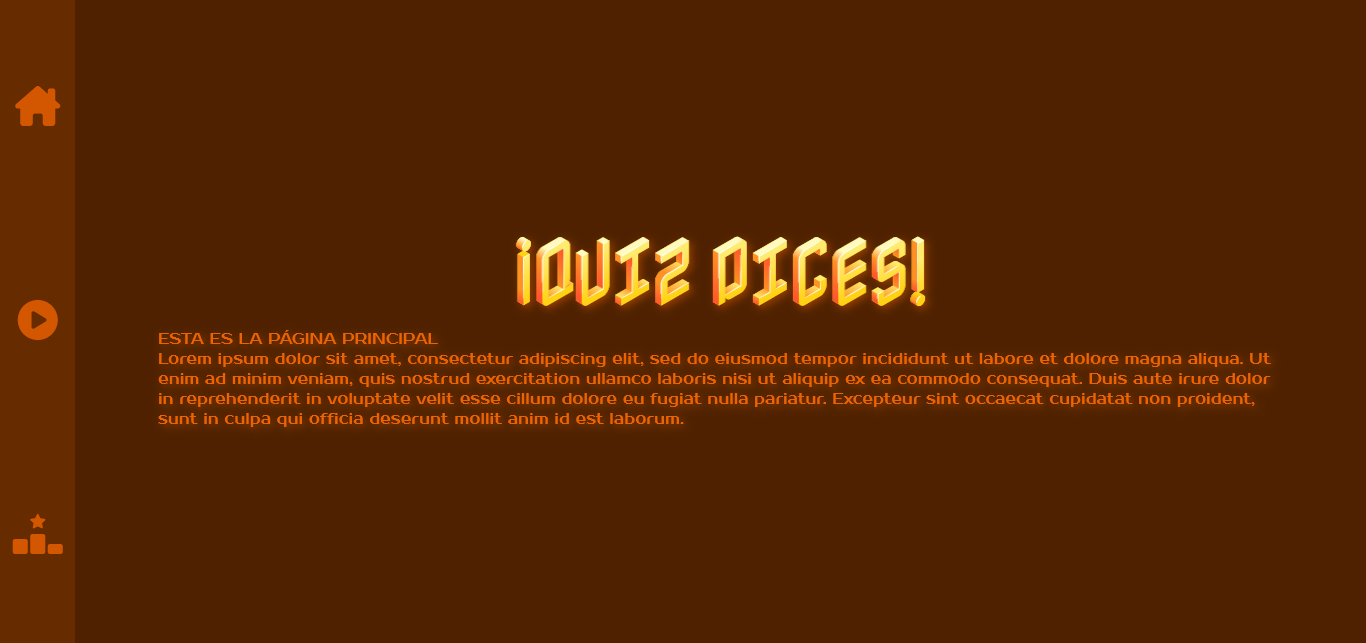 ¡QUIZ DICES!
ESTA ES LA PÁGINA PRINCIPAL
Lorem ipsum dolor sit amet, consectetur adipiscing elit, sed do eiusmod tempor incididunt ut labore et dolore magna aliqua. Ut
enim ad minim veniam, quis nostrud exercitation ullamco laboris nisi ut aliquip ex ea commodo consequat. Duis aute irure dolor
in reprehenderit in voluptate velit esse cillum dolore eu fugiat nulla pariatur. Excepteur sint occaecat cupidatat non proident,
sunt in culpa qui officia deserunt mollit anim id est laborum.